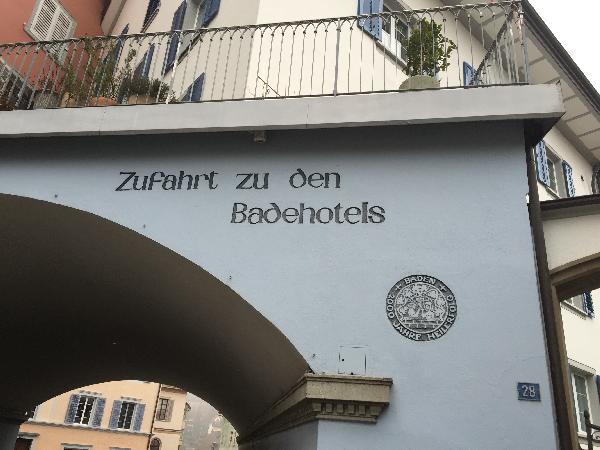 Zufahrt zu den
Badehotels
+ BADEN +
2000 JAHRE HEILBAD
28